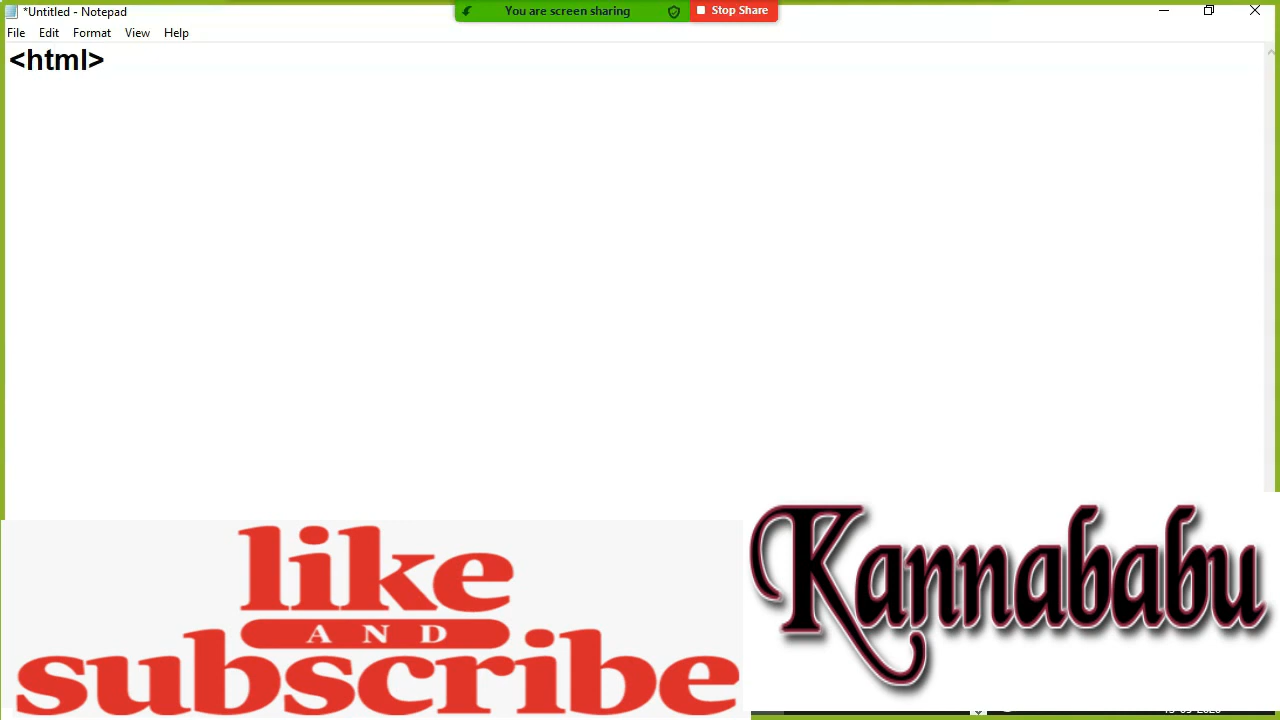 *Untitled - Notepad
You are screen sharing
Stop Share
File Edit Format View Help
<html>
like
AND
subscribe
Kannababu